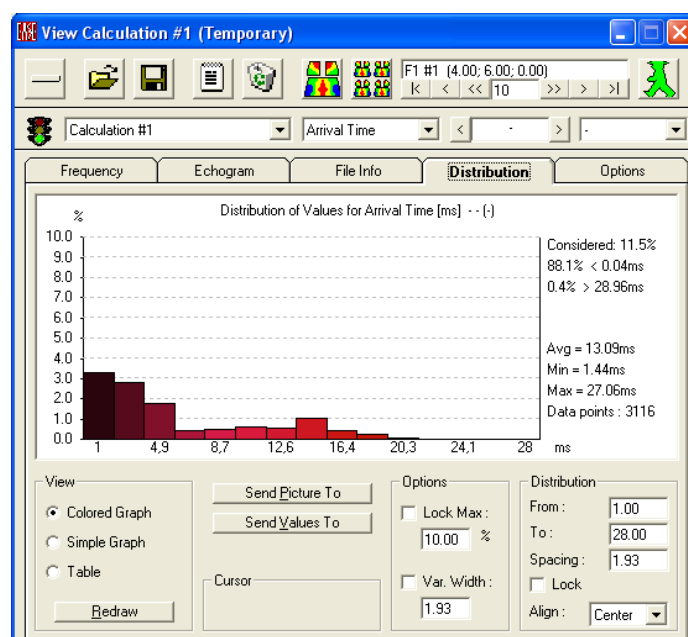 EASE View Calculation #1 (Temporary)
F1 #1 (4.00; 6.00; 0.00)
|< < << 10 >> > >|
Calculation #1 Arrival Time < - > -
Frequency Echogram File Info Distribution Options
% Distribution of Values for Arrival Time [ms] - - (-)
10.0
9.0
8.0
7.0
6.0
5.0
4.0
3.0
2.0
1.0
0.0
1 4,9 8,7 12,6 16,4 20,3 24,1 28 ms
Considered: 11.5%
88.1% < 0.04ms
0.4% > 28.96ms
Avg = 13.09ms
Min = 1.44ms
Max = 27.06ms
Data points : 3116
View
Colored Graph
Simple Graph
Table
Redraw
Send Picture To
Send Values To
Cursor
Options
Lock Max :
10.00 %
Var. Width :
1.93
Distribution
From : 1.00
To : 28.00
Spacing : 1.93
Lock
Align : Center